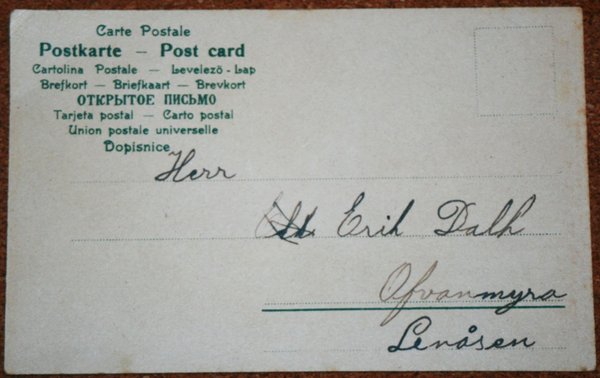 Carte Postale
Postkarte — Post card
Cartolina Postale — Levelező-Lap
Brefkort — Briefkaart — Brevkort
ОТКРЫТОЕ ПИСЬМО
Tarjeta postal — Carto postal
Union postale universelle
Dopisnice
Herr
Erik Dalh
Ofvanmyra
Lenåsen